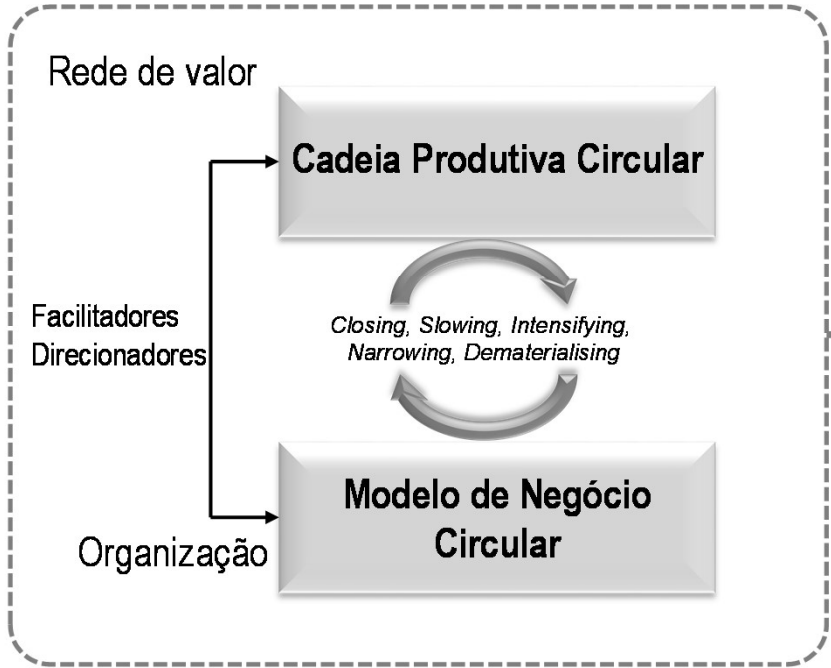 Rede de valor
Cadeia Produtiva Circular
Facilitadores
Direcionadores
Closing, Slowing, Intensifying,
Narrowing, Dematerialising
Modelo de Negócio
Circular
Organização